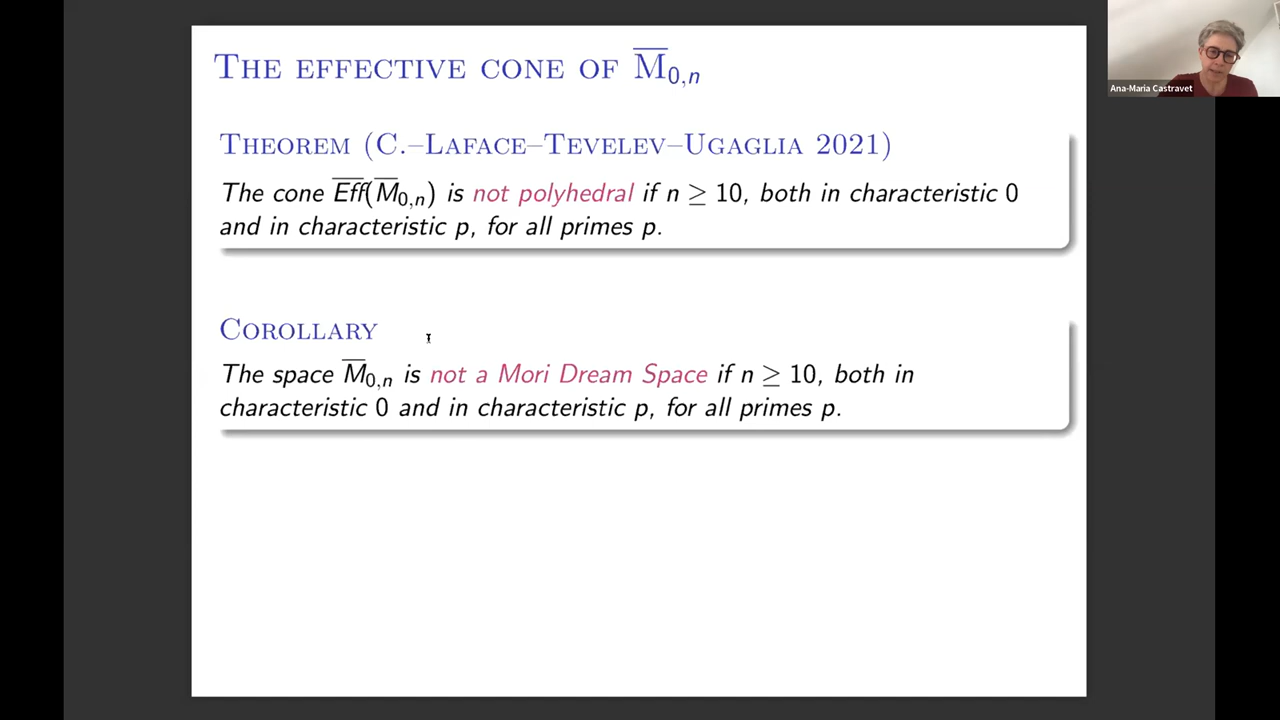 THE EFFECTIVE CONE OF M̅₀,ₙ
THEOREM (C.–LAFACE–TEVELEV–UGAGLIA 2021)
The cone E̅f̅f̅(M̅₀,ₙ) is not polyhedral if n ≥ 10, both in characteristic 0
and in characteristic p, for all primes p.
COROLLARY
The space M̅₀,ₙ is not a Mori Dream Space if n ≥ 10, both in
characteristic 0 and in characteristic p, for all primes p.
Ana-Maria Castravet